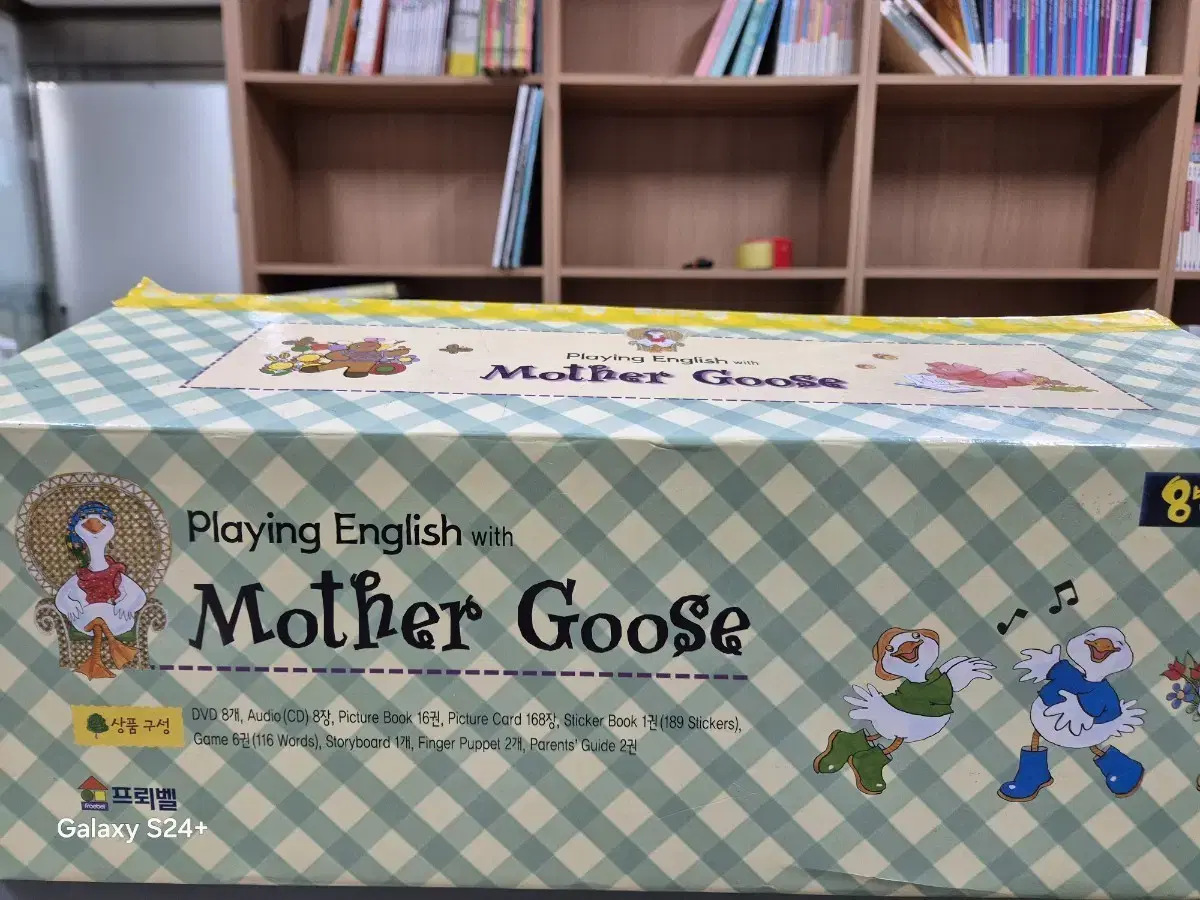 Playing English with
Mother Goose
Playing English with
Mother Goose
8
상품 구성
DVD 8개, Audio(CD) 8장, Picture Book 16권, Picture Card 168장, Sticker Book 1권(189 Stickers),
Game 6권(116 Words), Storyboard 1개, Finger Puppet 2개, Parents' Guide 2권
Froebel
프뢰벨
Galaxy S24+